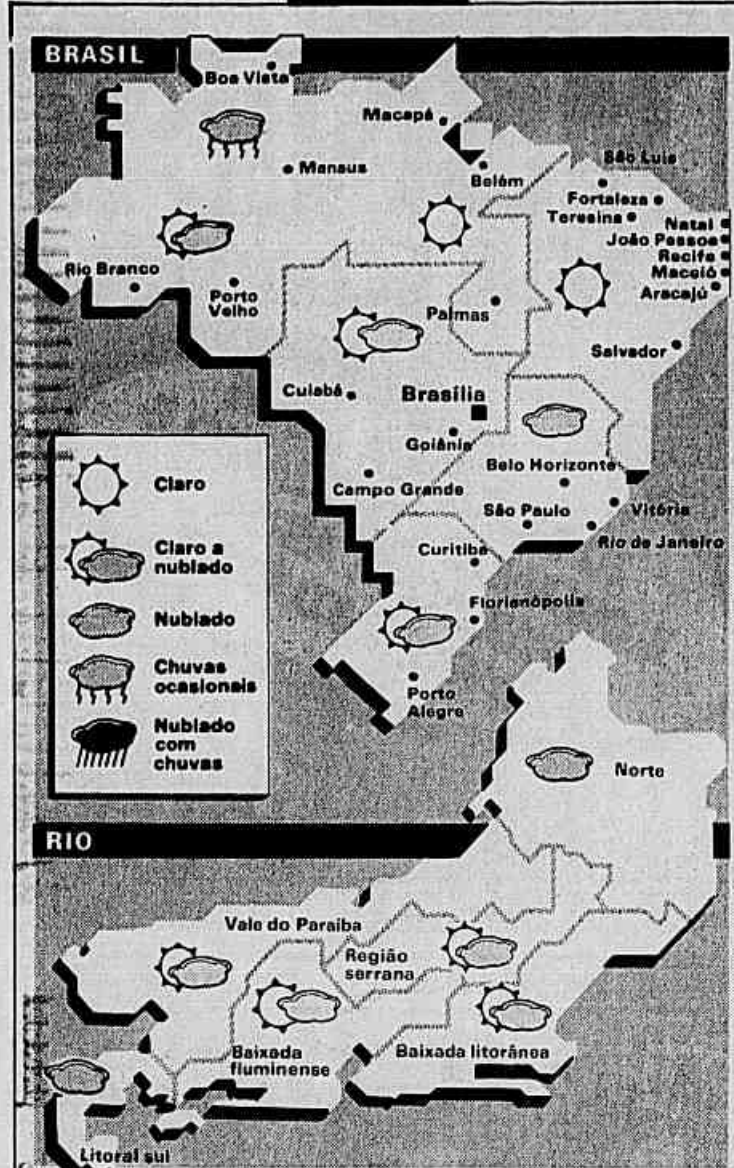 BRASIL
Boa Vista
Macapá
Manaus
Belém
São Luis
Fortaleza
Teresina
Natal
João Pessoa
Recife
Maceió
Aracajú
Rio Branco
Porto
Velho
Palmas
Salvador
Cuiabá
Brasília
Goiânia
Belo Horizonte
Campo Grande
São Paulo
Vitória
Rio de Janeiro
Curitiba
Florianópolis
Porto
Alegre
Claro
Claro a
nublado
Nublado
Chuvas
ocasionais
Nublado
com
chuvas
RIO
Norte
Vale do Paraíba
Região
serrana
Baixada
fluminense
Baixada litorânea
Litoral sul